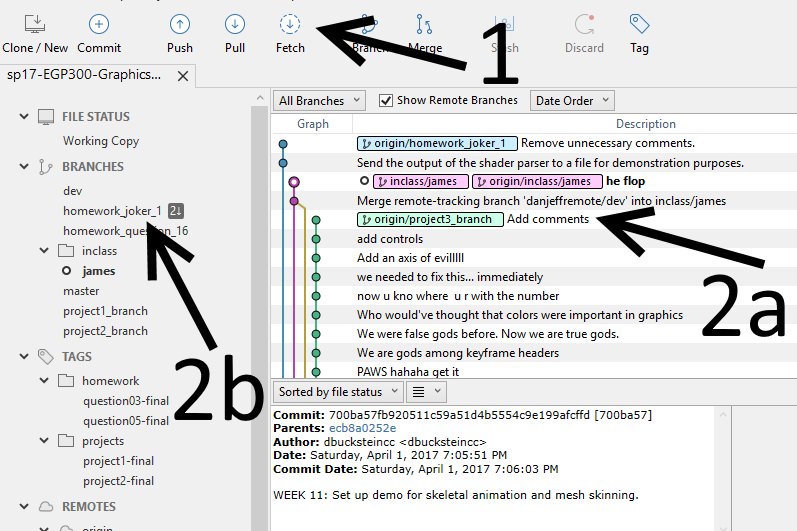 Clone / New Commit Push Pull Fetch Branch Merge Stash Discard Tag
1
sp17-EGP300-Graphics...
FILE STATUS
Working Copy
BRANCHES
dev
homework_joker_1 2↓
homework_question_16
inclass
james
master
project1_branch
project2_branch
2b
TAGS
homework
question03-final
question05-final
projects
project1-final
project2-final
REMOTES
origin
All Branches Show Remote Branches Date Order
Graph Description
origin/homework_joker_1 Remove unnecessary comments.
Send the output of the shader parser to a file for demonstration purposes.
inclass/james origin/inclass/james he flop
Merge remote-tracking branch 'danjeffremote/dev' into inclass/james
origin/project3_branch Add comments
add controls
Add an axis of evilllll
we needed to fix this... immediately
now u kno where u r with the number
Who would've thought that colors were important in graphics
We were false gods before. Now we are true gods.
We are gods among keyframe headers
PAWS hahaha get it
2a
Sorted by file status
Commit: 700ba57fb920511c59a51d4b5554c9e199afcffd [700ba57]
Parents: ecb8a0252e
Author: dbucksteincc <dbucksteincc>
Date: Saturday, April 1, 2017 7:05:51 PM
Commit Date: Saturday, April 1, 2017 7:06:03 PM
WEEK 11: Set up demo for skeletal animation and mesh skinning.